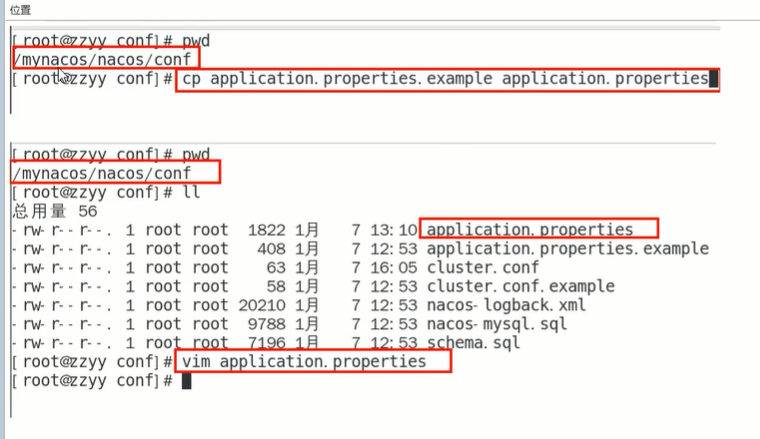 位置
[root@zzyy conf]# pwd
/mynacos/nacos/conf
[root@zzyy conf]# cp application.properties.example application.properties
[root@zzyy conf]# pwd
/mynacos/nacos/conf
[root@zzyy conf]# ll
总用量 56
-rw-r--r--. 1 root root 1822 1月 7 13:10 application.properties
-rw-r--r--. 1 root root 408 1月 7 12:53 application.properties.example
-rw-r--r--. 1 root root 63 1月 7 16:05 cluster.conf
-rw-r--r--. 1 root root 58 1月 7 12:53 cluster.conf.example
-rw-r--r--. 1 root root 20210 1月 7 12:53 nacos-logback.xml
-rw-r--r--. 1 root root 9788 1月 7 12:53 nacos-mysql.sql
-rw-r--r--. 1 root root 7196 1月 7 12:53 schema.sql
[root@zzyy conf]# vim application.properties
[root@zzyy conf]#